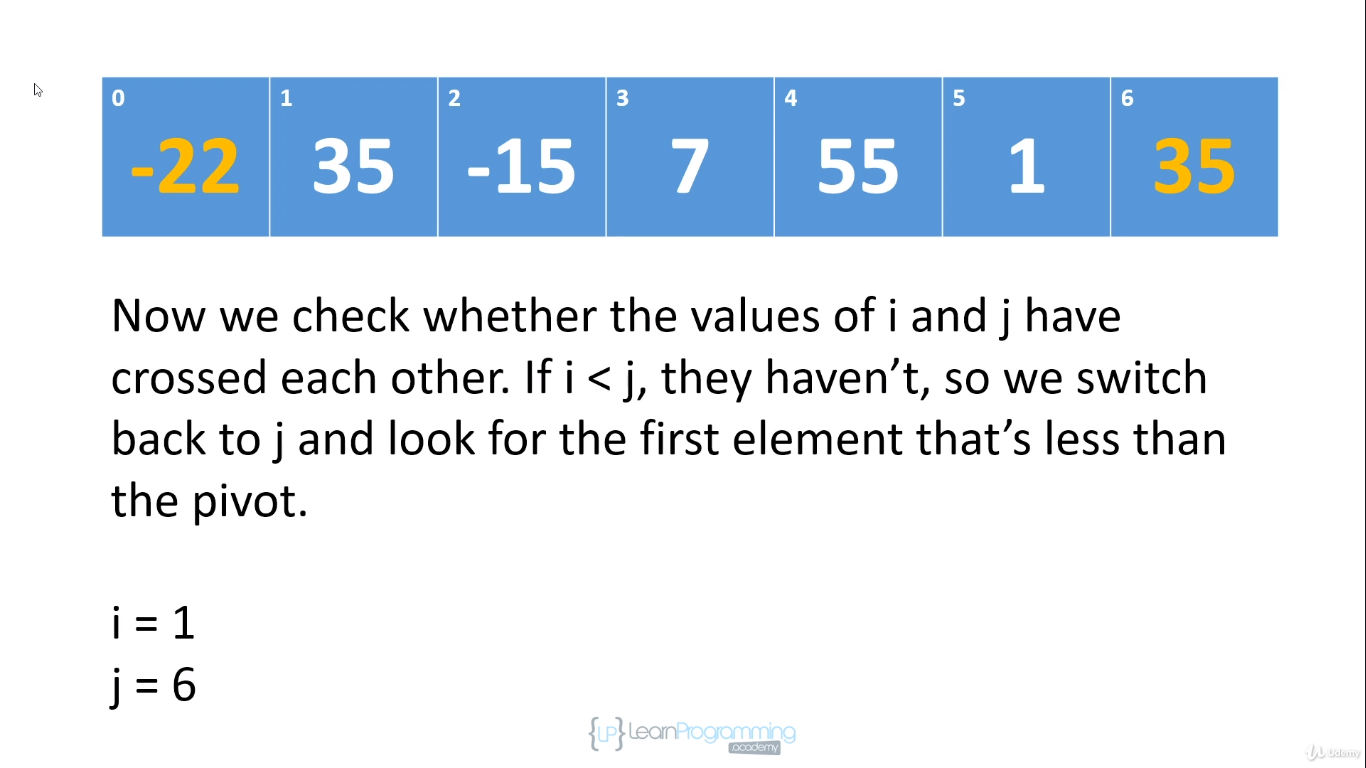 0 1 2 3 4 5 6
-22 35 -15 7 55 1 35
Now we check whether the values of i and j have
crossed each other. If i < j, they haven’t, so we switch
back to j and look for the first element that’s less than
the pivot.
i = 1
j = 6
{LP} LearnProgramming
.academy
Udemy